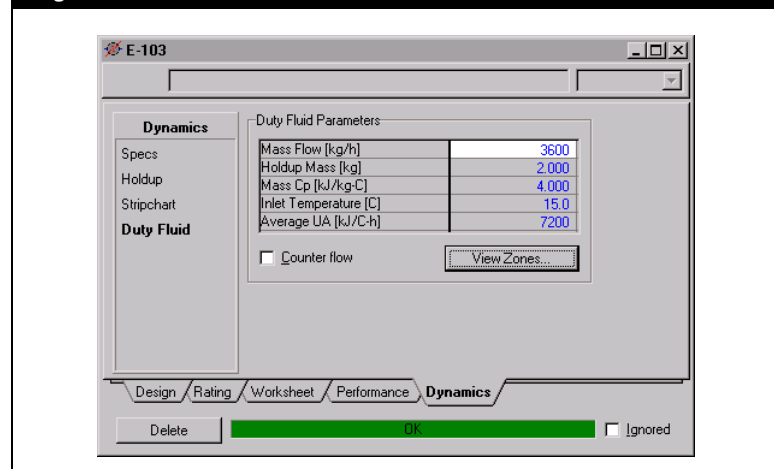 E-103
Dynamics
Specs
Holdup
Stripchart
Duty Fluid
Duty Fluid Parameters
Mass Flow [kg/h] 3600
Holdup Mass [kg] 2.000
Mass Cp [kJ/kg-C] 4.000
Inlet Temperature [C] 15.0
Average UA [kJ/C-h] 7200
Counter flow
View Zones...
Design Rating Worksheet Performance Dynamics
Delete OK Ignored